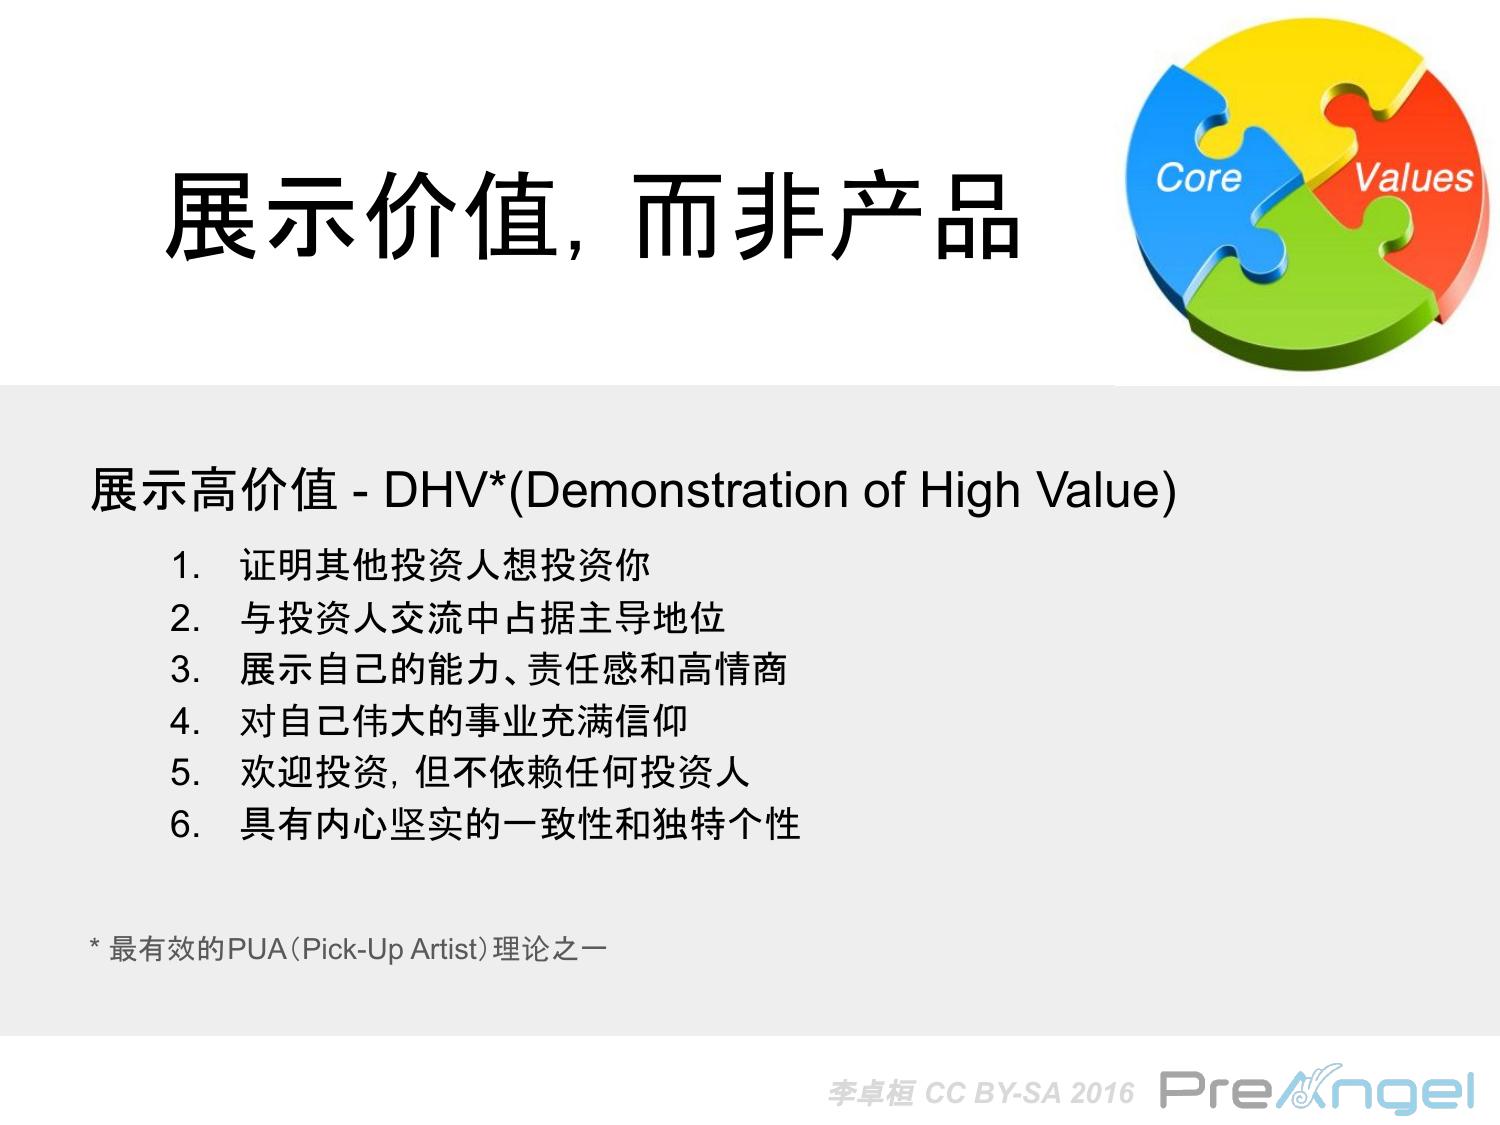 Core Values
展示价值，而非产品
展示高价值 - DHV*(Demonstration of High Value)
1. 证明其他投资人想投资你
2. 与投资人交流中占据主导地位
3. 展示自己的能力、责任感和高情商
4. 对自己伟大的事业充满信仰
5. 欢迎投资，但不依赖任何投资人
6. 具有内心坚实的一致性和独特个性
* 最有效的PUA（Pick-Up Artist）理论之一
李卓桓 CC BY-SA 2016 PreAngel